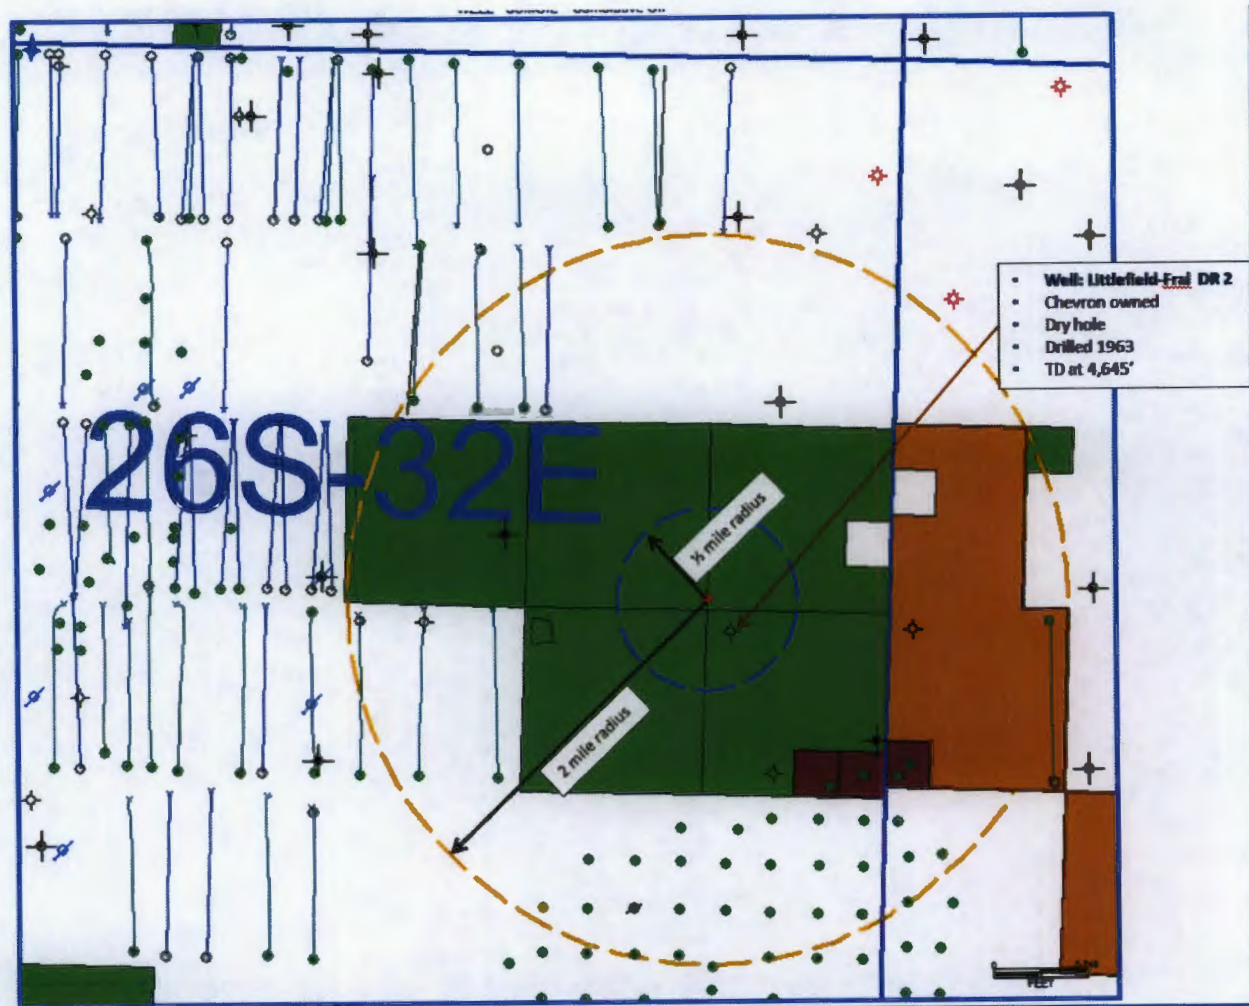 Well: Littlefield-Fral DR 2
Chevron owned
Dry hole
Drilled 1963
TD at 4,645'
26S-32E
½ mile radius
2 mile radius
FEET